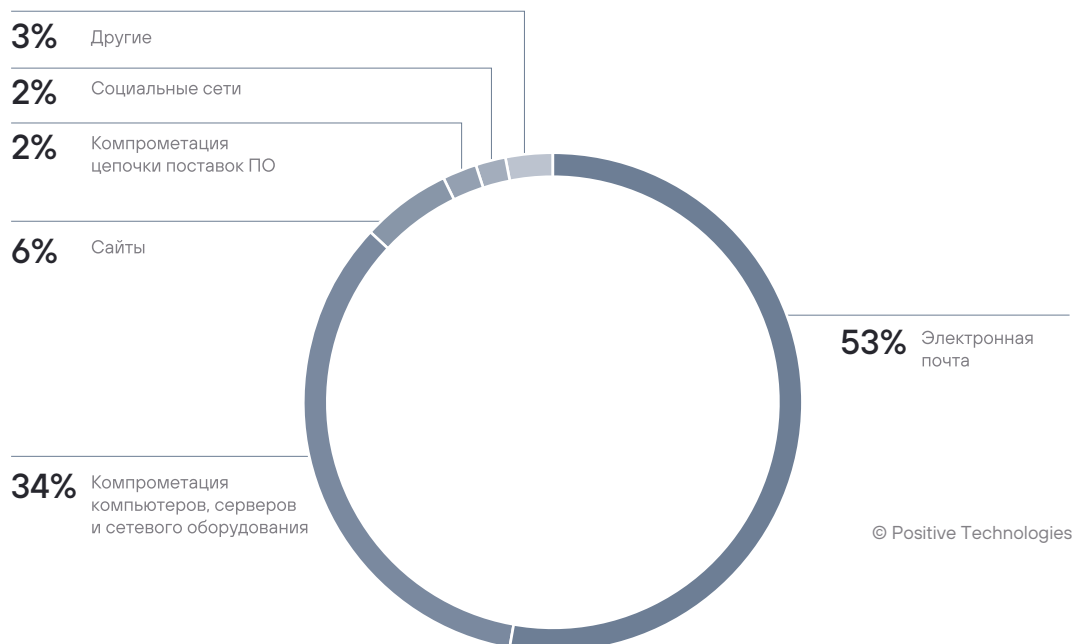 3% Другие
2% Социальные сети
2% Компрометация
цепочки поставок ПО
6% Сайты
53% Электронная
почта
34% Компрометация
компьютеров, серверов
и сетевого оборудования
© Positive Technologies